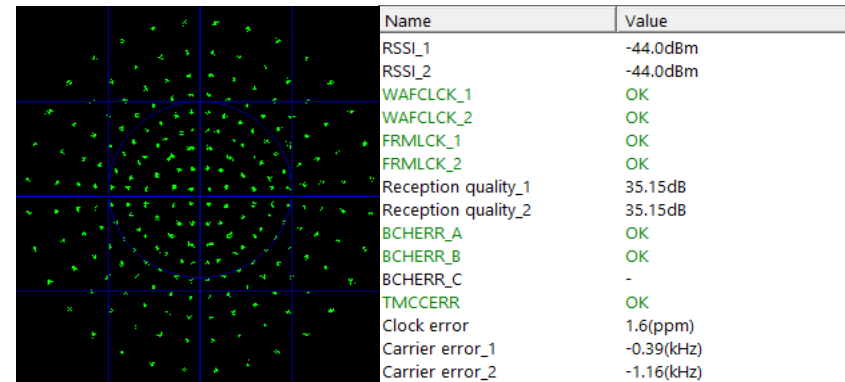 Name Value
RSSI_1 -44.0dBm
RSSI_2 -44.0dBm
WAFCLCK_1 OK
WAFCLCK_2 OK
FRMLCK_1 OK
FRMLCK_2 OK
Reception quality_1 35.15dB
Reception quality_2 35.15dB
BCHERR_A OK
BCHERR_B OK
BCHERR_C -
TMCCERR OK
Clock error 1.6(ppm)
Carrier error_1 -0.39(kHz)
Carrier error_2 -1.16(kHz)